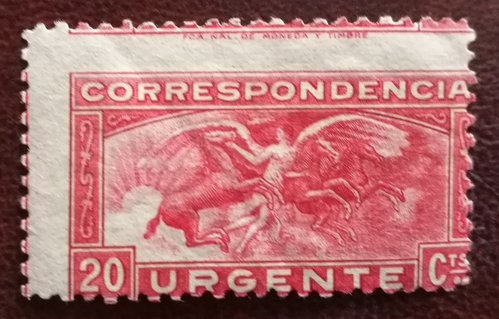 FCA. NAL. DE MONEDA Y TIMBRE
CORRESPONDENCIA
20 URGENTE CTS